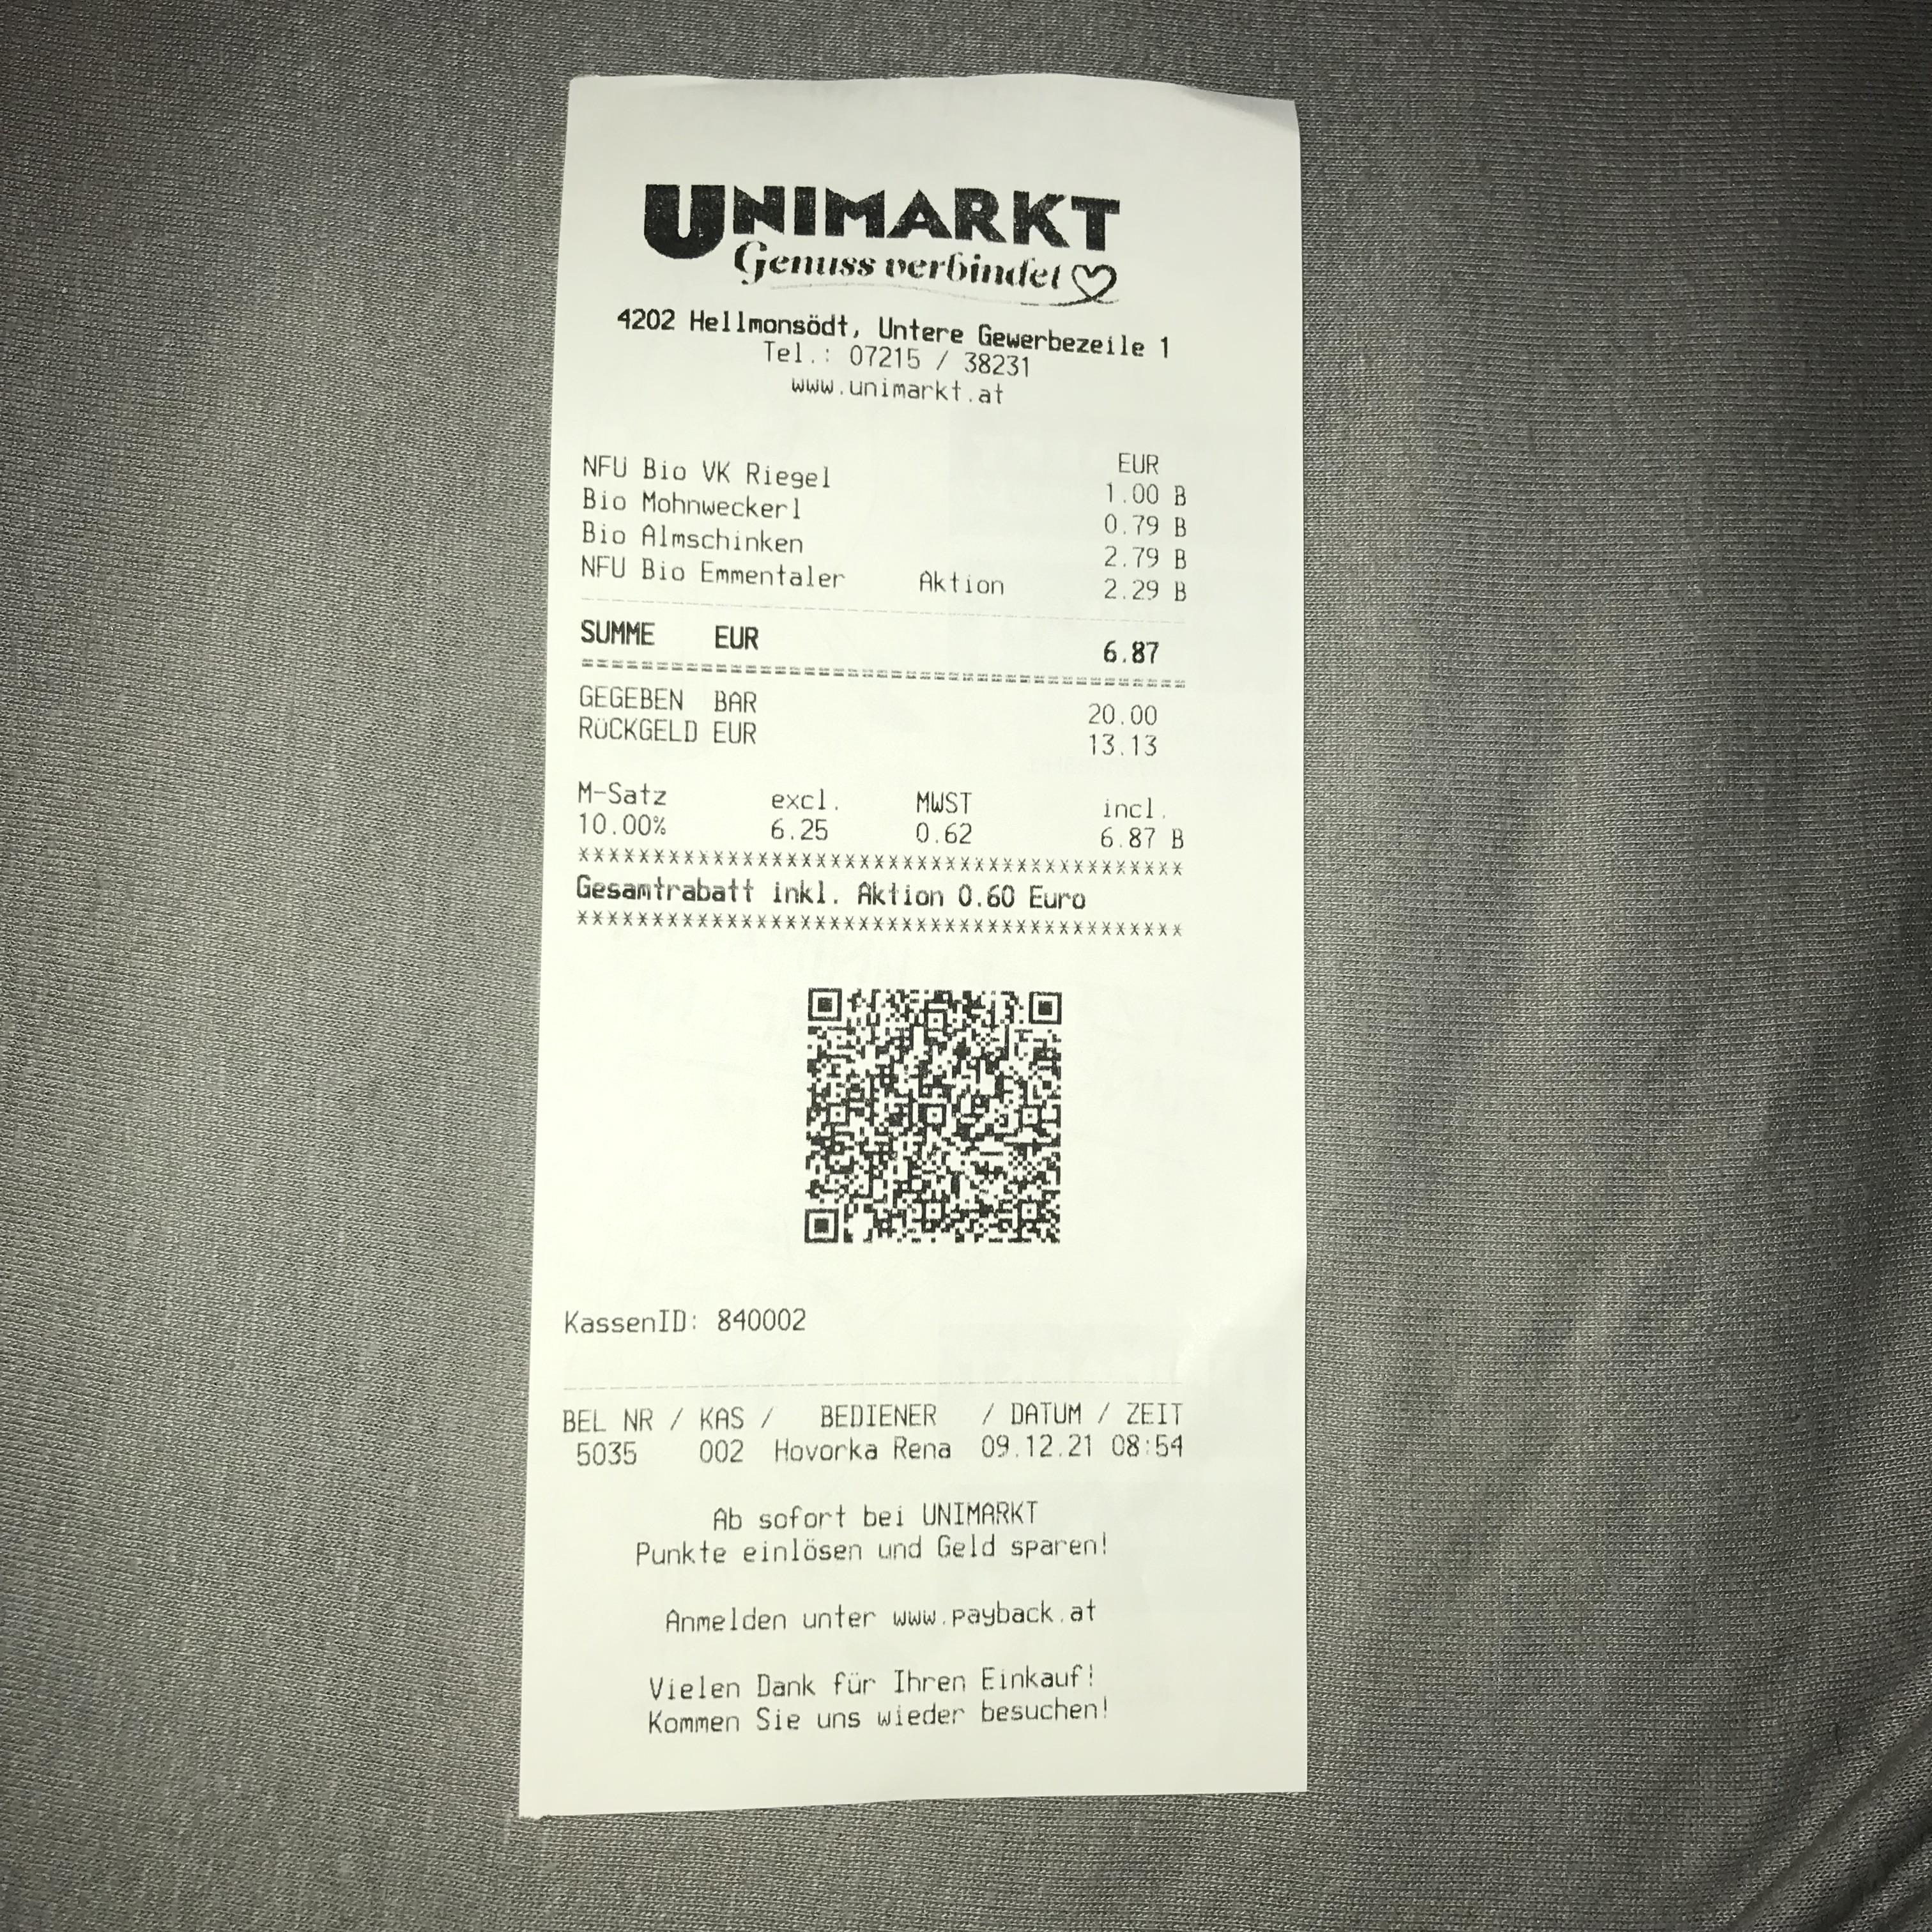 UNIMARKT
Genuss verbindet
4202 Hellmonsödt, Untere Gewerbezeile 1
Tel.: 07215 / 38231
www.unimarkt.at
EUR
NFU Bio VK Riegel 1.00 B
Bio Mohnweckerl 0.79 B
Bio Almschinken 2.79 B
NFU Bio Emmentaler Aktion 2.29 B
SUMME EUR 6.87
GEGEBEN BAR 20.00
RÜCKGELD EUR 13.13
M-Satz excl. MWST incl.
10.00% 6.25 0.62 6.87 B
*****************************************
Gesamtrabatt inkl. Aktion 0.60 Euro
*****************************************
KassenID: 840002
BEL NR / KAS / BEDIENER / DATUM / ZEIT
5035 002 Hovorka Rena 09.12.21 08:54
Ab sofort bei UNIMARKT
Punkte einlösen und Geld sparen!
Anmelden unter www.payback.at
Vielen Dank für Ihren Einkauf!
Kommen Sie uns wieder besuchen!